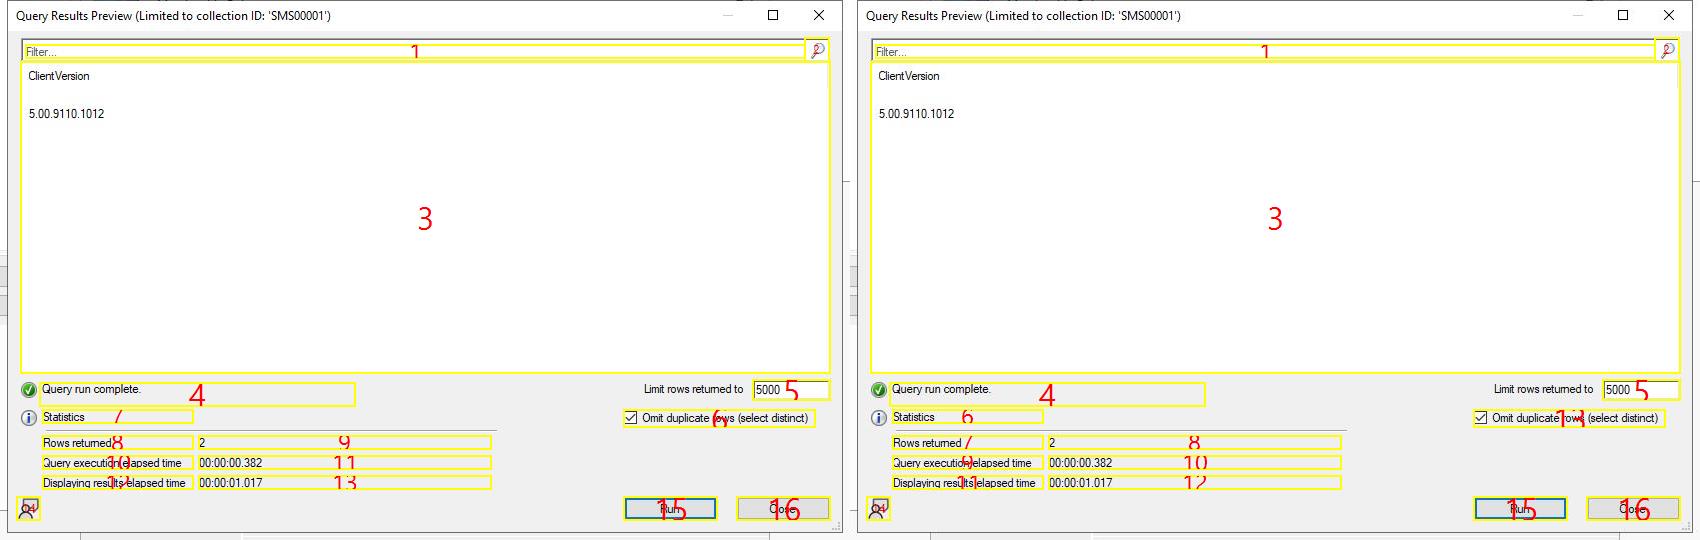 Query Results Preview (Limited to collection ID: 'SMS00001')
Filter...
1
2
ClientVersion
5.00.9110.1012
3
Query run complete.
4
Limit rows returned to
5000
5
Statistics
7
Omit duplicate rows (select distinct)
6
Rows returned
8
2
9
Query execution elapsed time
10
00:00:00.382
11
Displaying results elapsed time
12
00:00:01.017
13
14
Run
15
Close
16
Query Results Preview (Limited to collection ID: 'SMS00001')
Filter...
1
2
ClientVersion
5.00.9110.1012
3
Query run complete.
4
Limit rows returned to
5000
5
Statistics
6
Omit duplicate rows (select distinct)
13
Rows returned
7
2
8
Query execution elapsed time
9
00:00:00.382
10
Displaying results elapsed time
11
00:00:01.017
12
14
Run
15
Close
16